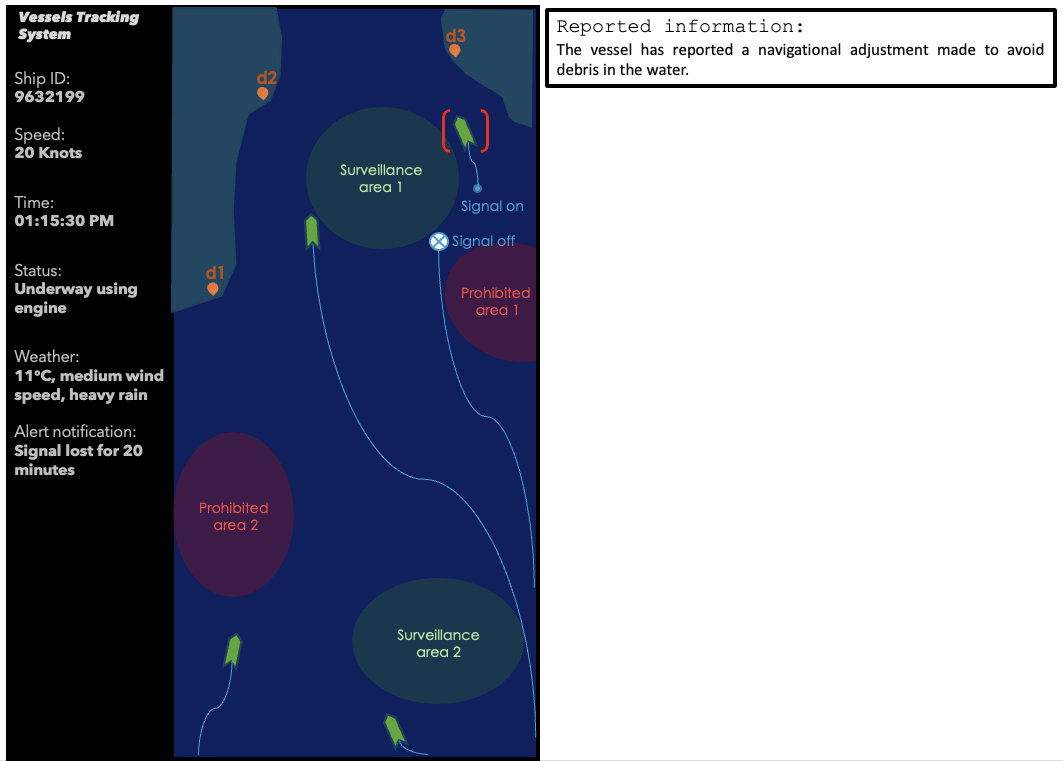 Vessels Tracking
System
Ship ID:
9632199
Speed:
20 Knots
Time:
01:15:30 PM
Status:
Underway using
engine
Weather:
11ºC, medium wind
speed, heavy rain
Alert notification:
Signal lost for 20
minutes
d3
d2
Surveillance
area 1
Signal on
Signal off
d1
Prohibited
area 1
Prohibited
area 2
Surveillance
area 2
Reported information:
The vessel has reported a navigational adjustment made to avoid
debris in the water.